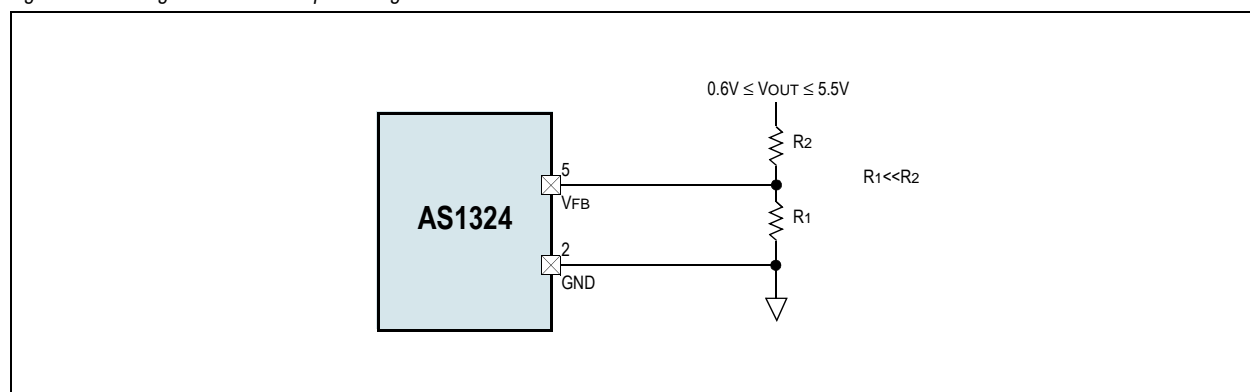 0.6V ≤ VOUT ≤ 5.5V
R2
5
R1<<R2
VFB
AS1324
R1
2
GND